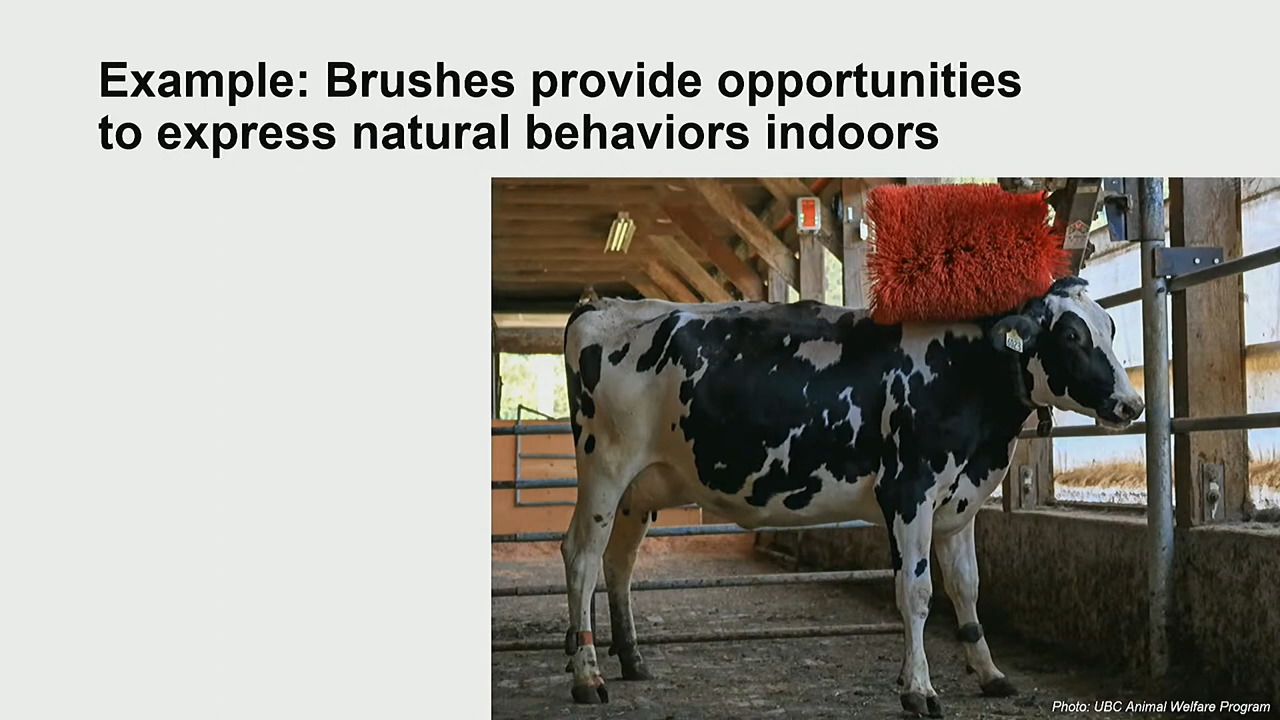 Example: Brushes provide opportunities
to express natural behaviors indoors
Photo: UBC Animal Welfare Program